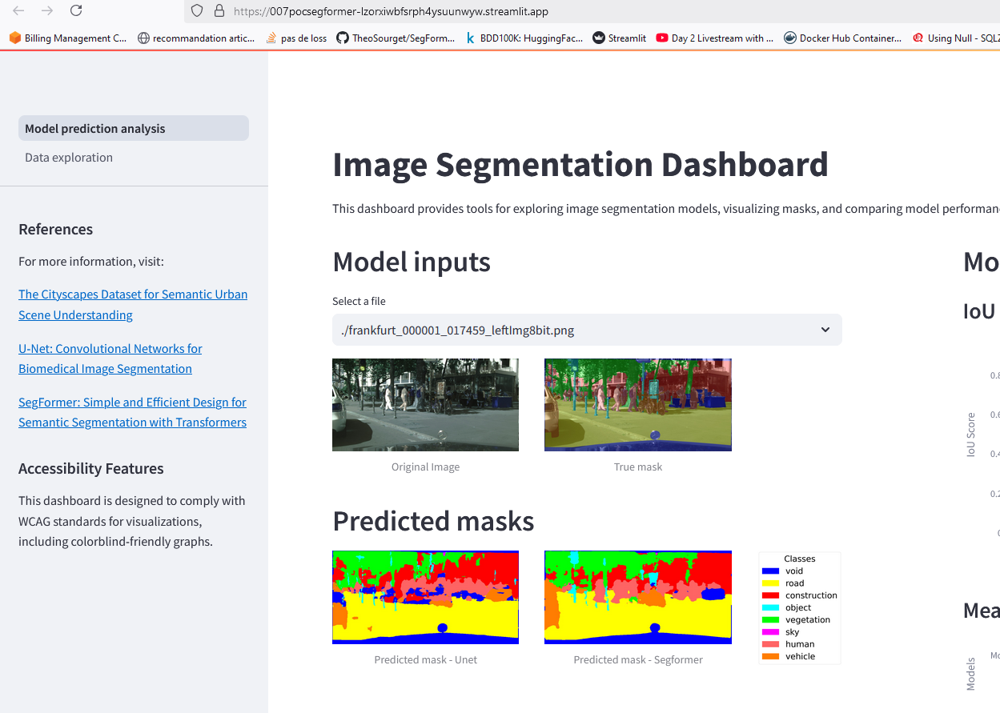 https://007pocsegformer-lzorxiwbfsrph4ysuunwyw.streamlit.app
Billing Management C... recommandation artic... pas de loss TheoSourget/SegForm... BDD100K: HuggingFac... Streamlit Day 2 Livestream with ... Docker Hub Container... Using Null - SQLZ
Model prediction analysis
Data exploration
References
For more information, visit:
The Cityscapes Dataset for Semantic Urban
Scene Understanding
U-Net: Convolutional Networks for
Biomedical Image Segmentation
SegFormer: Simple and Efficient Design for
Semantic Segmentation with Transformers
Accessibility Features
This dashboard is designed to comply with
WCAG standards for visualizations,
including colorblind-friendly graphs.
Image Segmentation Dashboard
This dashboard provides tools for exploring image segmentation models, visualizing masks, and comparing model performan
Model inputs
Select a file
./frankfurt_000001_017459_leftImg8bit.png
Original Image
True mask
Predicted masks
Predicted mask - Unet
Predicted mask - Segformer
Classes
void
road
construction
object
vegetation
sky
human
vehicle
Mo
IoU
IoU Score
0.8
0.6
0.4
0.2
0
Mea
Models
Mo